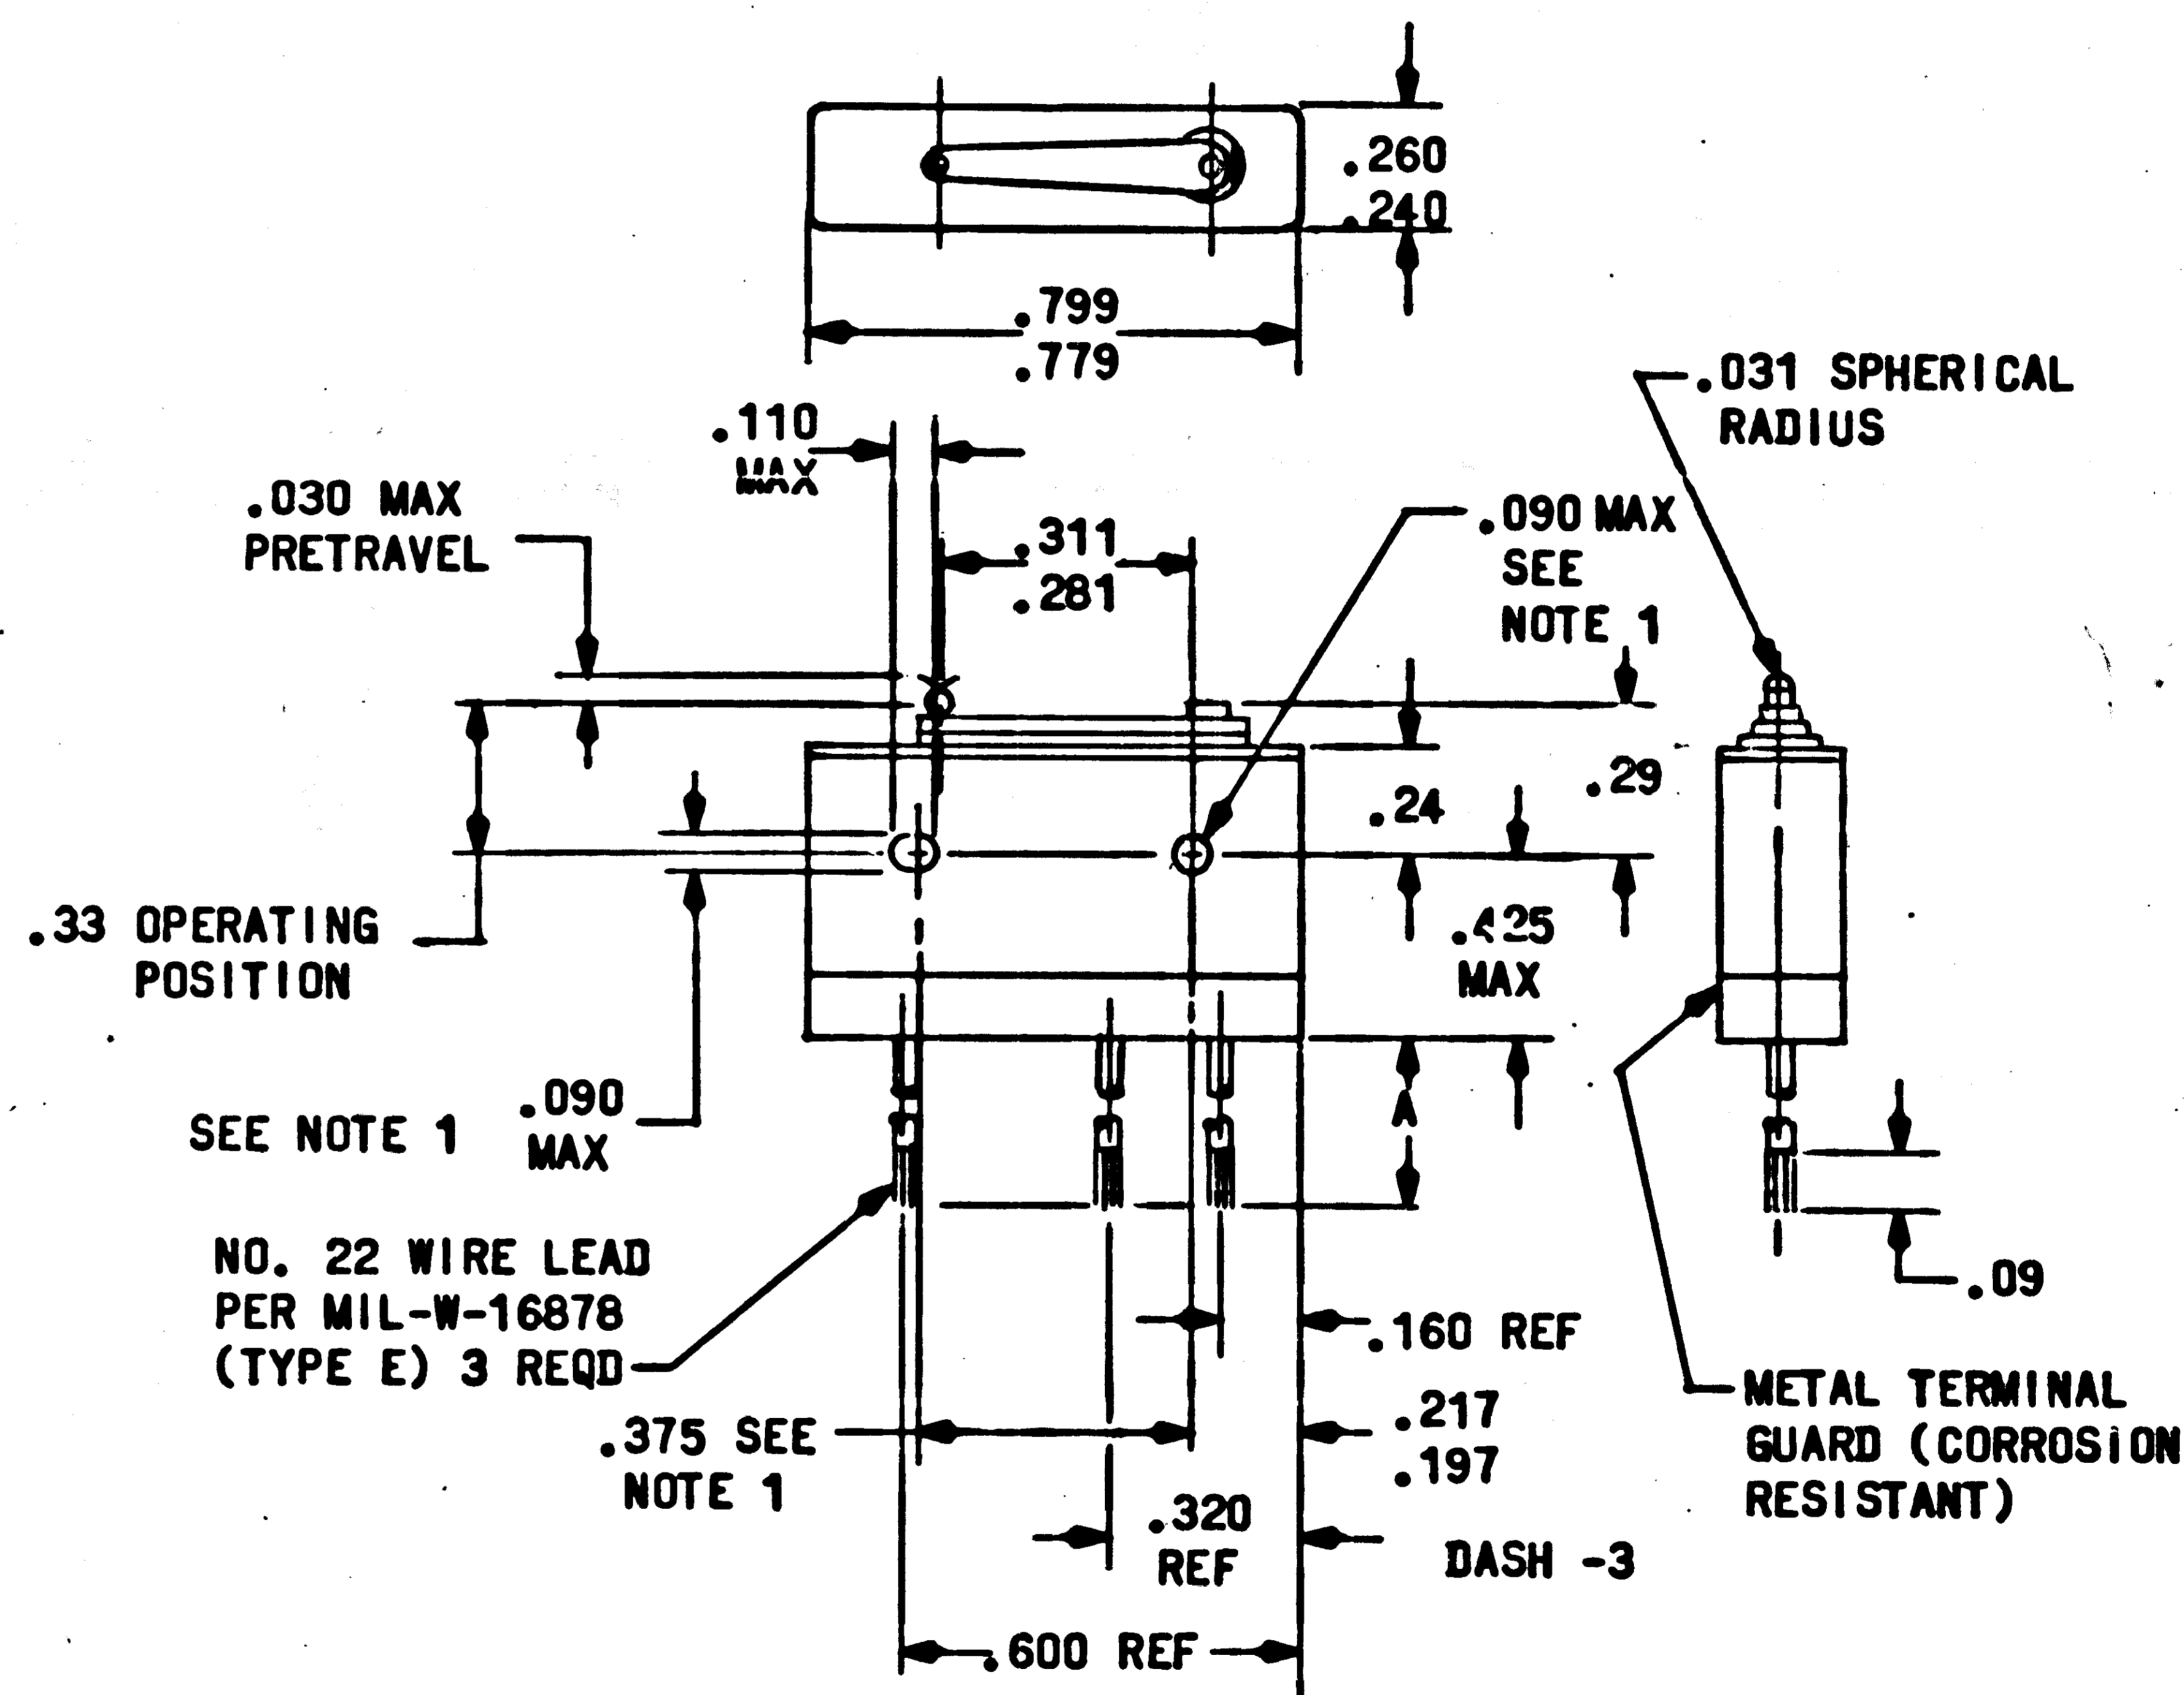 .260
.240
.799
.779
.031 SPHERICAL
RADIUS
.110
MAX
.030 MAX
PRETRAVEL
.311
.281
.090 MAX
SEE
NOTE 1
.29
.24
.33 OPERATING
POSITION
.425
MAX
SEE NOTE 1
.090
MAX
A
NO. 22 WIRE LEAD
PER MIL-W-16878
(TYPE E) 3 REQD
.09
.160 REF
METAL TERMINAL
GUARD (CORROSION
RESISTANT)
.375 SEE
NOTE 1
.217
.197
.320
REF
DASH -3
.600 REF